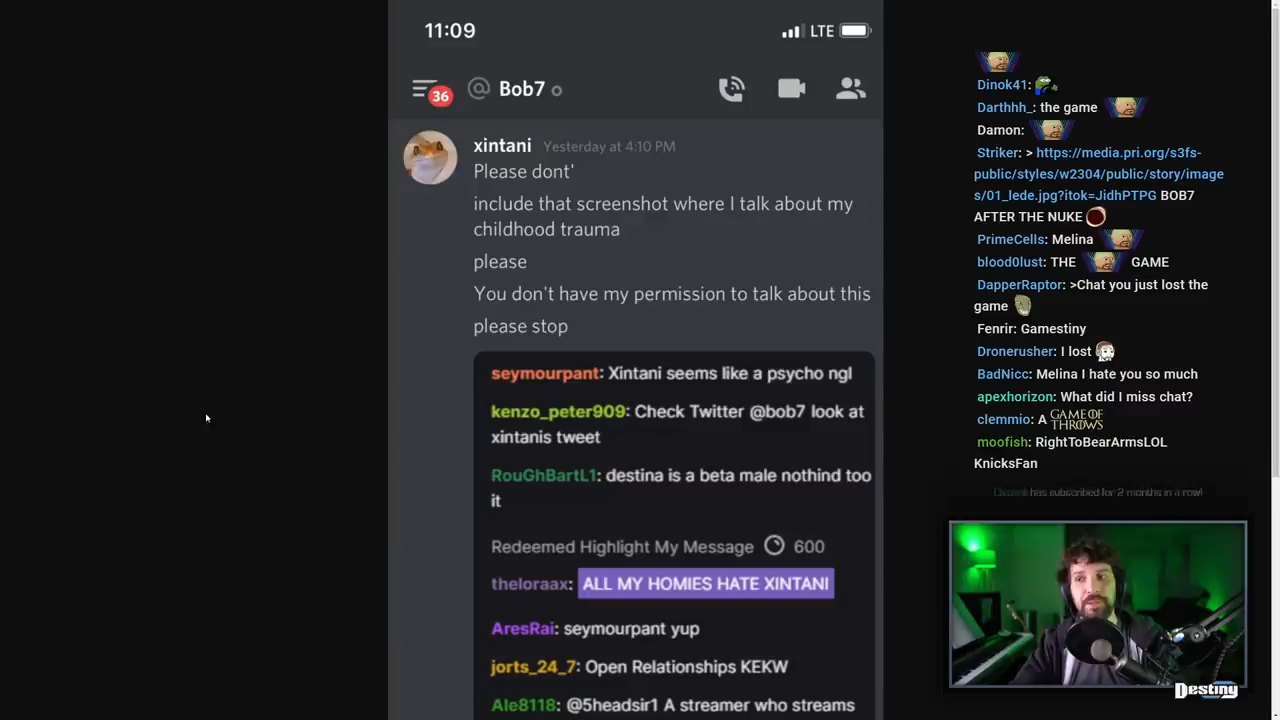 11:09
LTE
36
@ Bob7
xintani Yesterday at 4:10 PM
Please dont'
include that screenshot where I talk about my
childhood trauma
please
You don't have my permission to talk about this
please stop
seymourpant: Xintani seems like a psycho ngl
kenzo_peter909: Check Twitter @bob7 look at
xintanis tweet
RouGhBartL1: destina is a beta male nothind too
it
Redeemed Highlight My Message 600
theloraax: ALL MY HOMIES HATE XINTANI
AresRai: seymourpant yup
jorts_24_7: Open Relationships KEKW
Ale8118: @5headsir1 A streamer who streams
Dinok41:
Darthhh_: the game
Damon:
Striker: > https://media.pri.org/s3fs-
public/styles/w2304/public/story/image
s/01_lede.jpg?itok=JidhPTPG BOB7
AFTER THE NUKE
PrimeCells: Melina
blood0lust: THE GAME
DapperRaptor: >Chat you just lost the
game
Fenrir: Gamestiny
Dronerusher: I lost
BadNicc: Melina I hate you so much
apexhorizon: What did I miss chat?
clemmio: A GAME OF
THROWS
moofish: RightToBearArmsLOL
KnicksFan
has subscribed for 2 months in a row!
Destiny